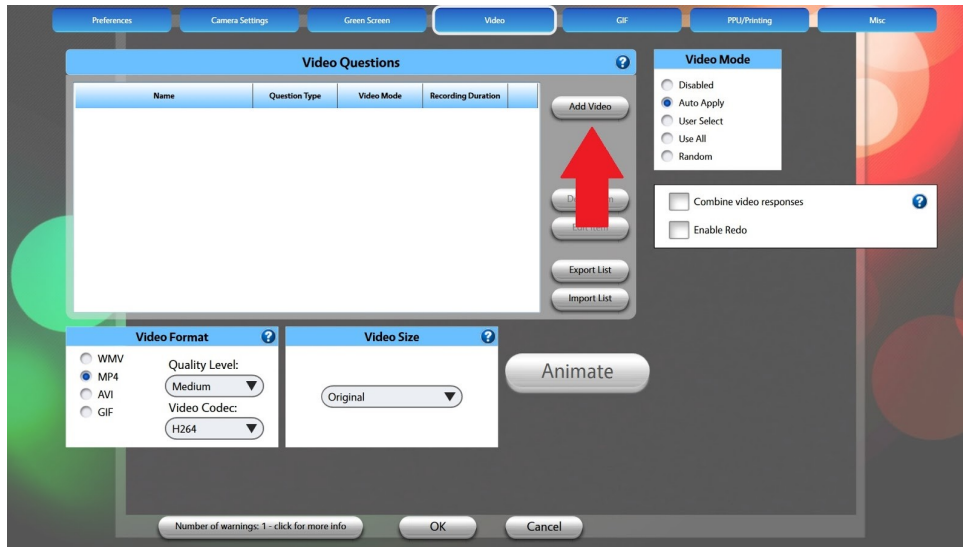 Preferences
Camera Settings
Green Screen
Video
GIF
PPU/Printing
Misc
Video Questions
Name
Question Type
Video Mode
Recording Duration
Add Video
Edit Item
Export List
Import List
Video Mode
Disabled
Auto Apply
User Select
Use All
Random
Combine video responses
Enable Redo
Video Format
WMV
MP4
AVI
GIF
Quality Level:
Medium
Video Codec:
H264
Video Size
Original
Animate
Number of warnings: 1 - click for more info
OK
Cancel